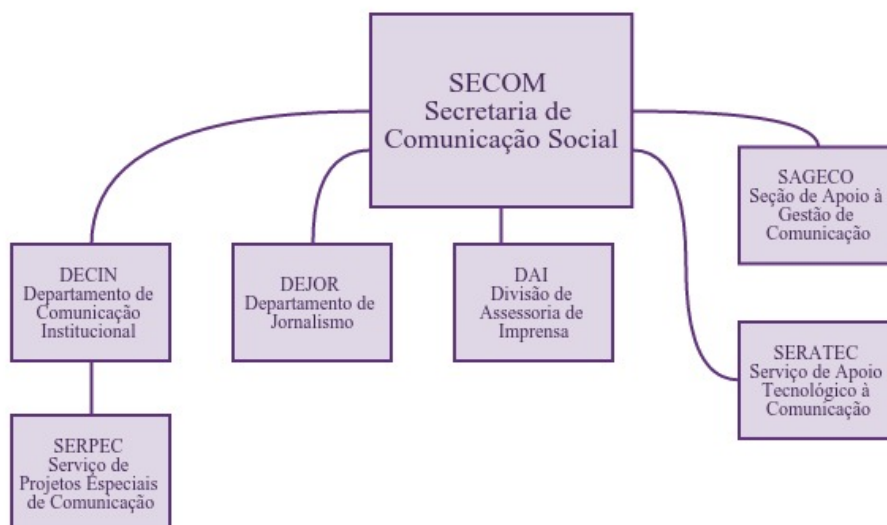 SECOM
Secretaria de
Comunicação Social
SAGECO
Seção de Apoio à
Gestão de
Comunicação
DECIN
Departamento de
Comunicação
Institucional
DEJOR
Departamento de
Jornalismo
DAI
Divisão de
Assessoria de
Imprensa
SERATEC
Serviço de Apoio
Tecnológico à
Comunicação
SERPEC
Serviço de
Projetos Especiais
de Comunicação